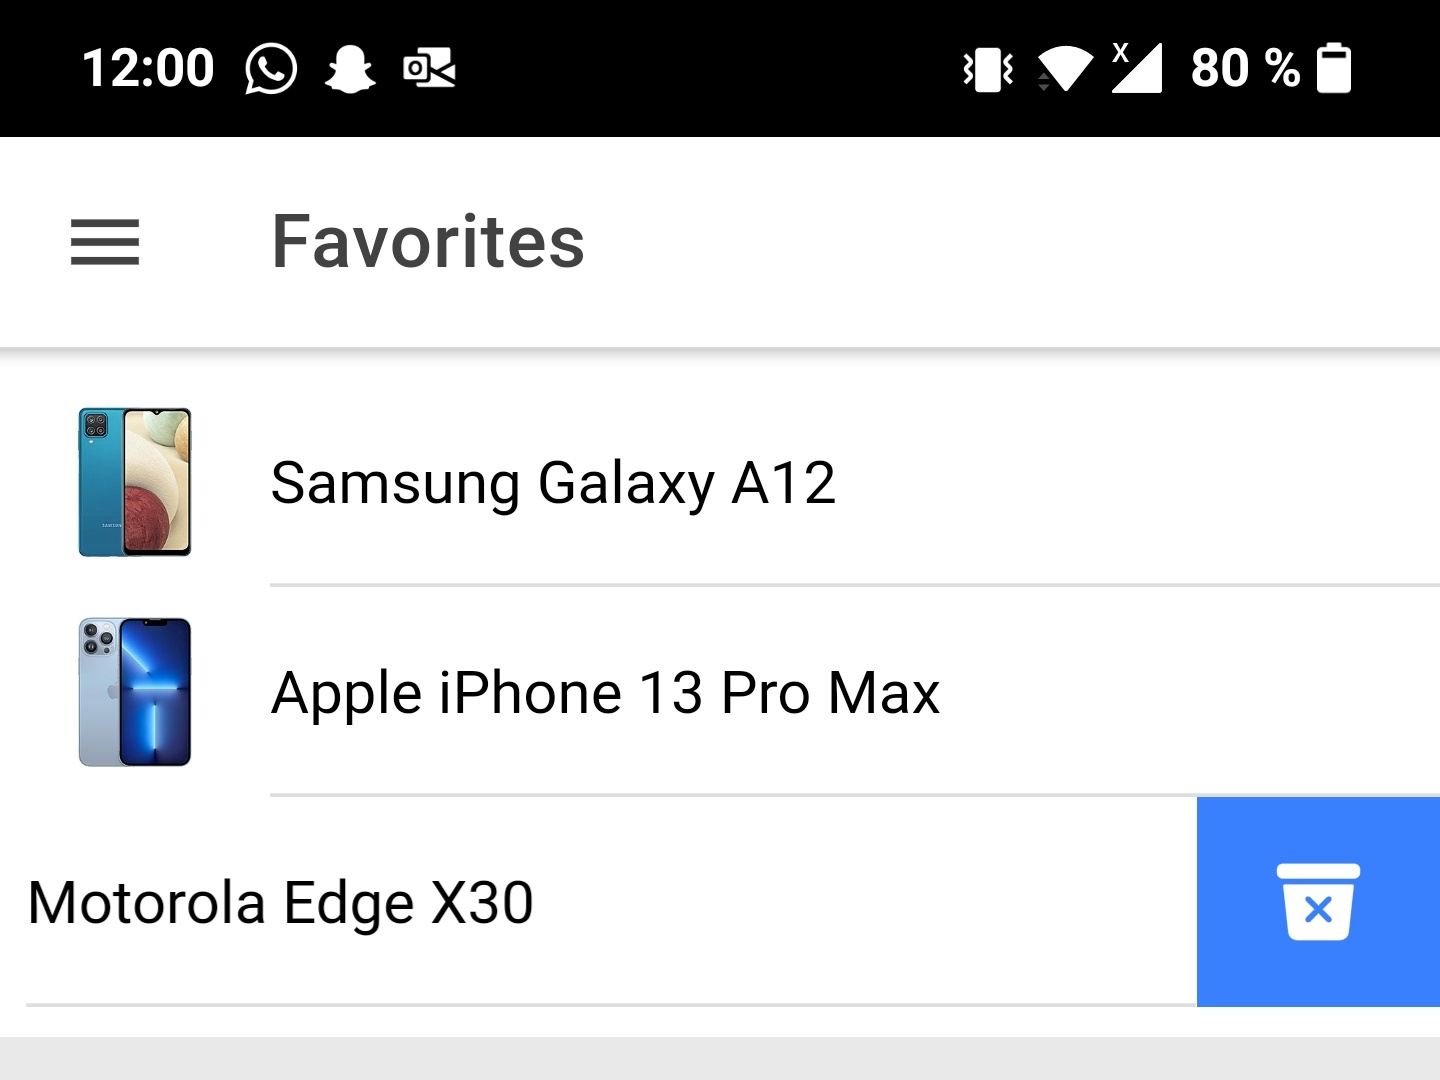 12:00 80 %
Favorites
Samsung Galaxy A12
Apple iPhone 13 Pro Max
Motorola Edge X30